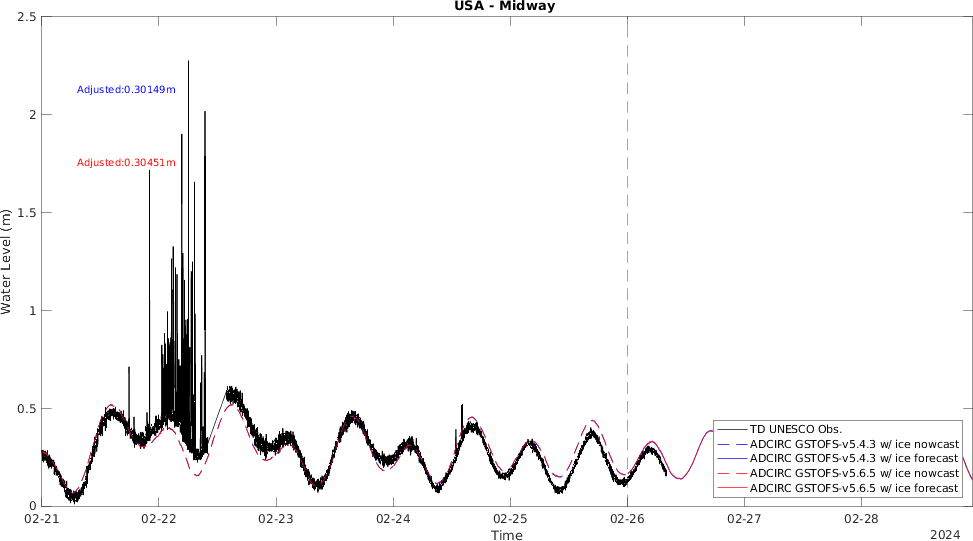 USA - Midway
2.5
2
1.5
1
0.5
0
Water Level (m)
Adjusted:0.30149m
Adjusted:0.30451m
TD UNESCO Obs.
ADCIRC GSTOFS-v5.4.3 w/ ice nowcast
ADCIRC GSTOFS-v5.4.3 w/ ice forecast
ADCIRC GSTOFS-v5.6.5 w/ ice nowcast
ADCIRC GSTOFS-v5.6.5 w/ ice forecast
02-21 02-22 02-23 02-24 02-25 02-26 02-27 02-28
Time
2024